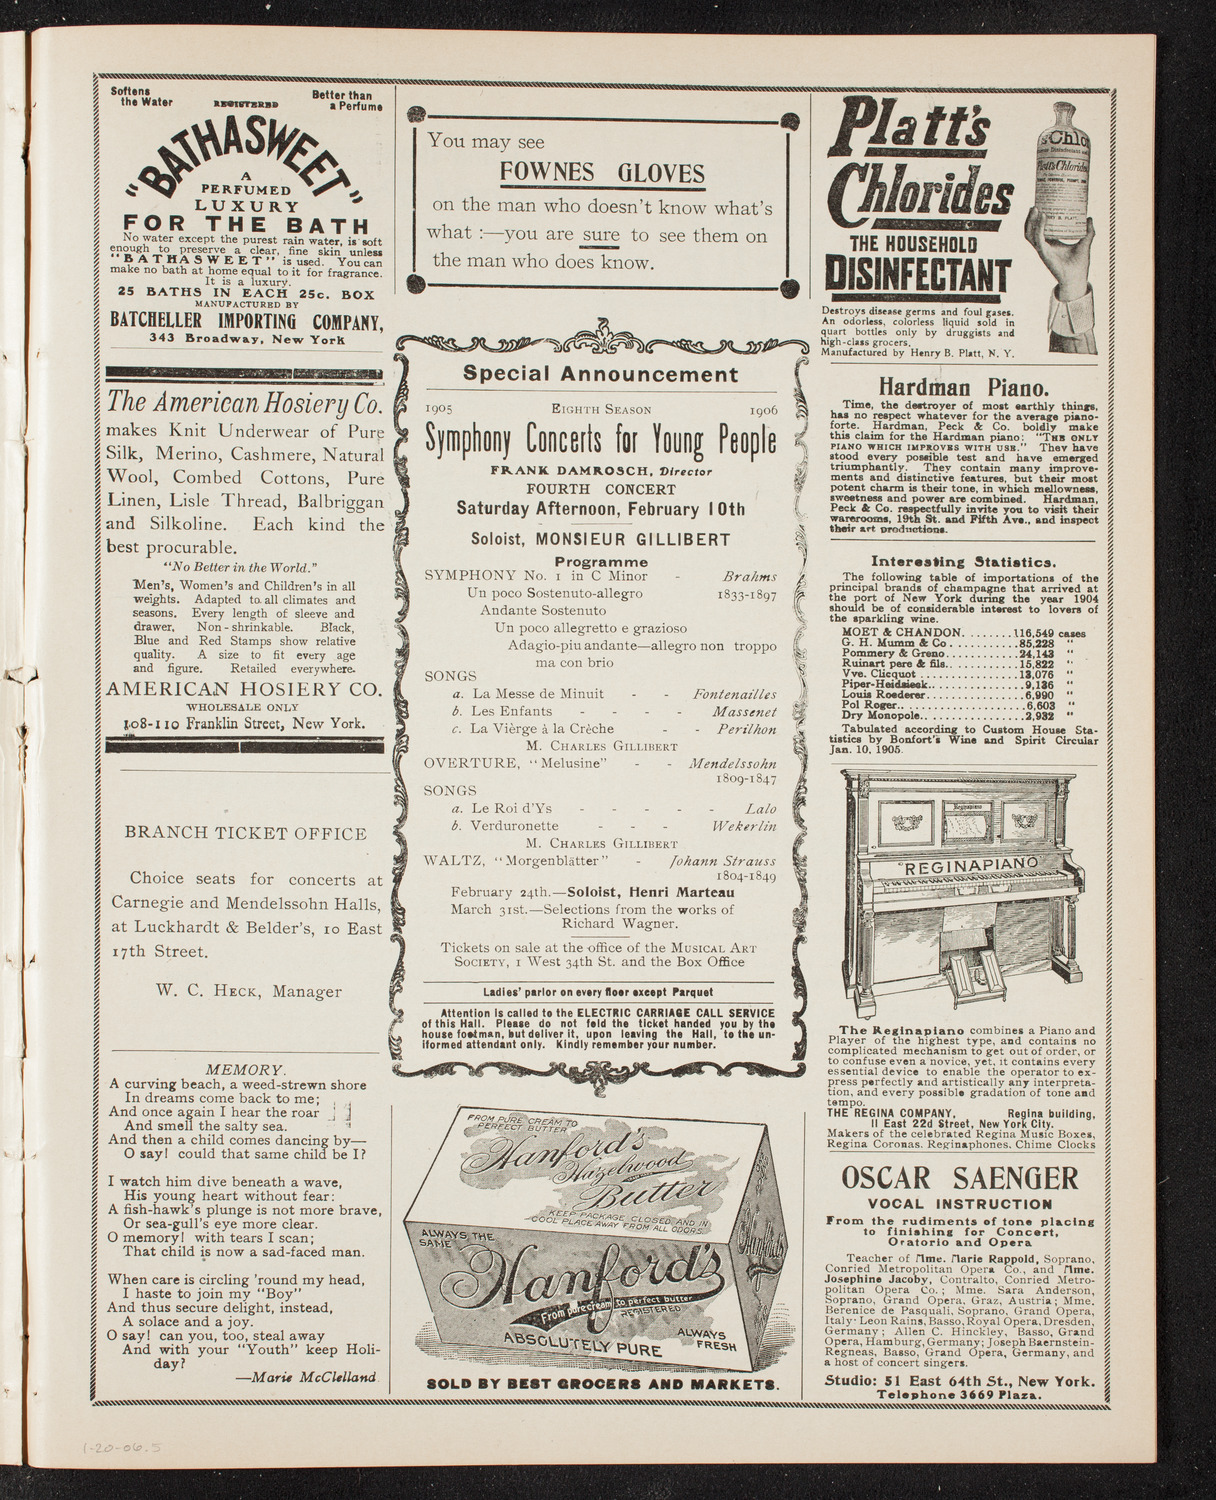 Softens
the Water
REGISTERED
Better than
a Perfume
"BATHASWEET"
A
PERFUMED
LUXURY
FOR THE BATH
No water except the purest rain water, is soft
enough to preserve a clear, fine skin unless
"BATHASWEET" is used. You can
make no bath at home equal to it for fragrance.
It is a luxury.
25 BATHS IN EACH 25c. BOX
MANUFACTURED BY
BATCHELLER IMPORTING COMPANY,
343 Broadway, New York
The American Hosiery Co.
makes Knit Underwear of Pure
Silk, Merino, Cashmere, Natural
Wool, Combed Cottons, Pure
Linen, Lisle Thread, Balbriggan
and Silkoline. Each kind the
best procurable.
"No Better in the World."
Men's, Women's and Children's in all
weights. Adapted to all climates and
seasons. Every length of sleeve and
drawer, Non-shrinkable. Black,
Blue and Red Stamps show relative
quality. A size to fit every age
and figure. Retailed everywhere.
AMERICAN HOSIERY CO.
WHOLESALE ONLY
108-110 Franklin Street, New York.
BRANCH TICKET OFFICE
Choice seats for concerts at
Carnegie and Mendelssohn Halls,
at Luckhardt & Belder's, 10 East
17th Street.
W. C. HECK, Manager
MEMORY.
A curving beach, a weed-strewn shore
In dreams come back to me;
And once again I hear the roar
And smell the salty sea.
And then a child comes dancing by—
O say! could that same child be I?
I watch him dive beneath a wave,
His young heart without fear:
A fish-hawk's plunge is not more brave,
Or sea-gull's eye more clear.
O memory! with tears I scan;
That child is now a sad-faced man.
When care is circling 'round my head,
I haste to join my "Boy"
And thus secure delight, instead,
A solace and a joy.
O say! can you, too, steal away
And with your "Youth" keep Holi-
day?
—Marie McClelland
You may see
FOWNES GLOVES
on the man who doesn't know what's
what :—you are sure to see them on
the man who does know.
Special Announcement
1905 EIGHTH SEASON 1906
Symphony Concerts for Young People
FRANK DAMROSCH, Director
FOURTH CONCERT
Saturday Afternoon, February 10th
Soloist, MONSIEUR GILLIBERT
Programme
SYMPHONY No. 1 in C Minor - Brahms
Un poco Sostenuto-allegro 1833-1897
Andante Sostenuto
Un poco allegretto e grazioso
Adagio-piu andante—allegro non troppo
ma con brio
SONGS
a. La Messe de Minuit - - Fontenailles
b. Les Enfants - - - - Massenet
c. La Vièrge à la Crèche - - Perilhon
M. CHARLES GILLIBERT
OVERTURE, "Melusine" - - Mendelssohn
1809-1847
SONGS
a. Le Roi d'Ys - - - - - Lalo
b. Verduronette - - - Wekerlin
M. CHARLES GILLIBERT
WALTZ, "Morgenblätter" - Johann Strauss
1804-1849
February 24th.—Soloist, Henri Marteau
March 31st.—Selections from the works of
Richard Wagner.
Tickets on sale at the office of the MUSICAL ART
SOCIETY, 1 West 34th St. and the Box Office
Ladies' parlor on every floor except Parquet
Attention is called to the ELECTRIC CARRIAGE CALL SERVICE
of this Hall. Please do not fold the ticket handed you by the
house footman, but deliver it, upon leaving the Hall, to the un-
iformed attendant only. Kindly remember your number.
FROM PURE CREAM TO
PERFECT BUTTER
Hanford's
Hazelwood
Butter
KEEP PACKAGE CLOSED AND IN
COOL PLACE AWAY FROM ALL ODORS.
ALWAYS THE
SAME
Hanford's
From pure cream to perfect butter
REGISTERED
ABSOLUTELY PURE
ALWAYS
FRESH
Hanford's
SOLD BY BEST GROCERS AND MARKETS.
Platt's
Chlorides
THE HOUSEHOLD
DISINFECTANT
Destroys disease germs and foul gases.
An odorless, colorless liquid sold in
quart bottles only by druggists and
high-class grocers.
Manufactured by Henry B. Platt, N. Y.
Hardman Piano.
Time, the destroyer of most earthly things,
has no respect whatever for the average piano-
forte. Hardman, Peck & Co. boldly make
this claim for the Hardman piano: "THE ONLY
PIANO WHICH IMPROVES WITH USE." They have
stood every possible test and have emerged
triumphantly. They contain many improve-
ments and distinctive features, but their most
potent charm is their tone, in which mellowness,
sweetness and power are combined. Hardman,
Peck & Co. respectfully invite you to visit their
warerooms, 19th St. and Fifth Ave., and inspect
their art productions.
Interesting Statistics.
The following table of importations of the
principal brands of champagne that arrived at
the port of New York during the year 1904
should be of considerable interest to lovers of
the sparkling wine.
MOET & CHANDON........116,549 cases
G. H. Mumm & Co...........85,228 "
Pommery & Greno............24,143 "
Ruinart pere & fils............15,822 "
Vve. Clicquot................13,076 "
Piper-Heidsieck...............9,136 "
Louis Roederer...............6,990 "
Pol Roger.....................6,603 "
Dry Monopole.................2,932 "
Tabulated according to Custom House Sta-
tistics by Bonfort's Wine and Spirit Circular
Jan. 10, 1905.
Reginapiano
REGINAPIANO
The Reginapiano combines a Piano and
Player of the highest type, and contains no
complicated mechanism to get out of order, or
to confuse even a novice, yet, it contains every
essential device to enable the operator to ex-
press perfectly and artistically any interpreta-
tion, and every possible gradation of tone and
tempo.
THE REGINA COMPANY, Regina building,
11 East 22d Street, New York City.
Makers of the celebrated Regina Music Boxes,
Regina Coronas. Reginaphones. Chime Clocks
OSCAR SAENGER
VOCAL INSTRUCTION
From the rudiments of tone placing
to finishing for Concert,
Oratorio and Opera
Teacher of Mme. Marie Rappold, Soprano,
Conried Metropolitan Opera Co., and Mme.
Josephine Jacoby, Contralto, Conried Metro-
politan Opera Co.; Mme. Sara Anderson,
Soprano, Grand Opera, Graz, Austria; Mme.
Berenice de Pasquali, Soprano, Grand Opera,
Italy; Leon Rains, Basso, Royal Opera, Dresden,
Germany; Allen C. Hinckley, Basso, Grand
Opera, Hamburg, Germany; Joseph Baernstein-
Regneas, Basso, Grand Opera, Germany, and
a host of concert singers.
Studio: 51 East 64th St., New York.
Telephone 3669 Plaza.
1-20-06.5